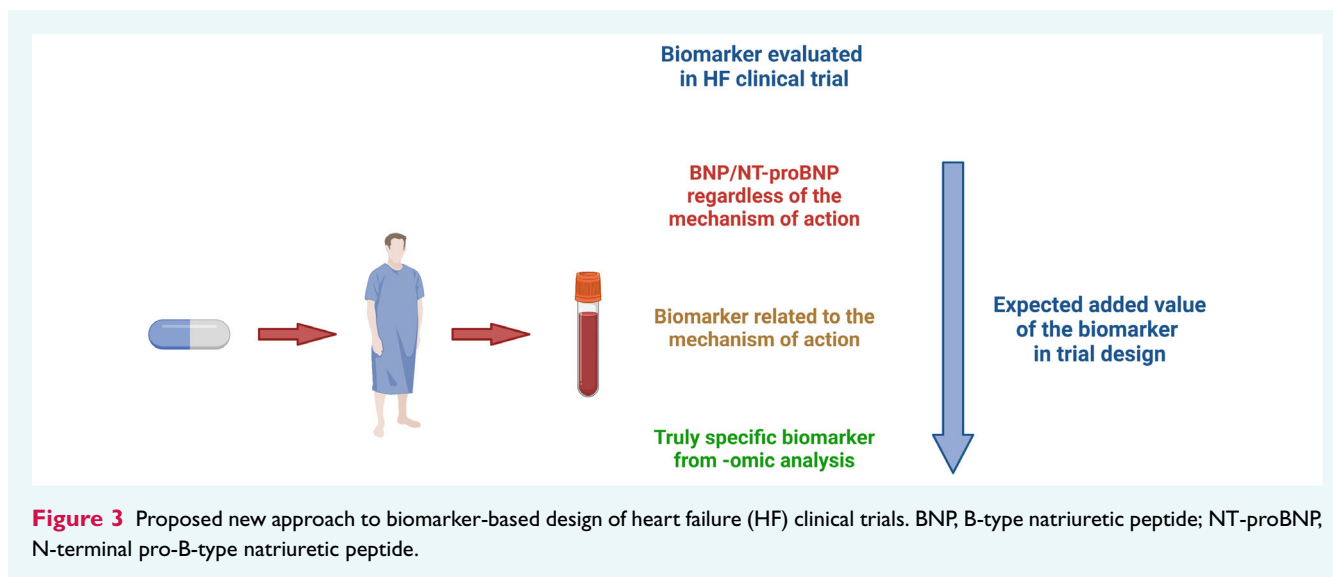 Biomarker evaluated
in HF clinical trial
BNP/NT-proBNP
regardless of the
mechanism of action
Biomarker related to the
mechanism of action
Truly specific biomarker
from -omic analysis
Expected added value
of the biomarker
in trial design
Figure 3 Proposed new approach to biomarker-based design of heart failure (HF) clinical trials. BNP, B-type natriuretic peptide; NT-proBNP,
N-terminal pro-B-type natriuretic peptide.